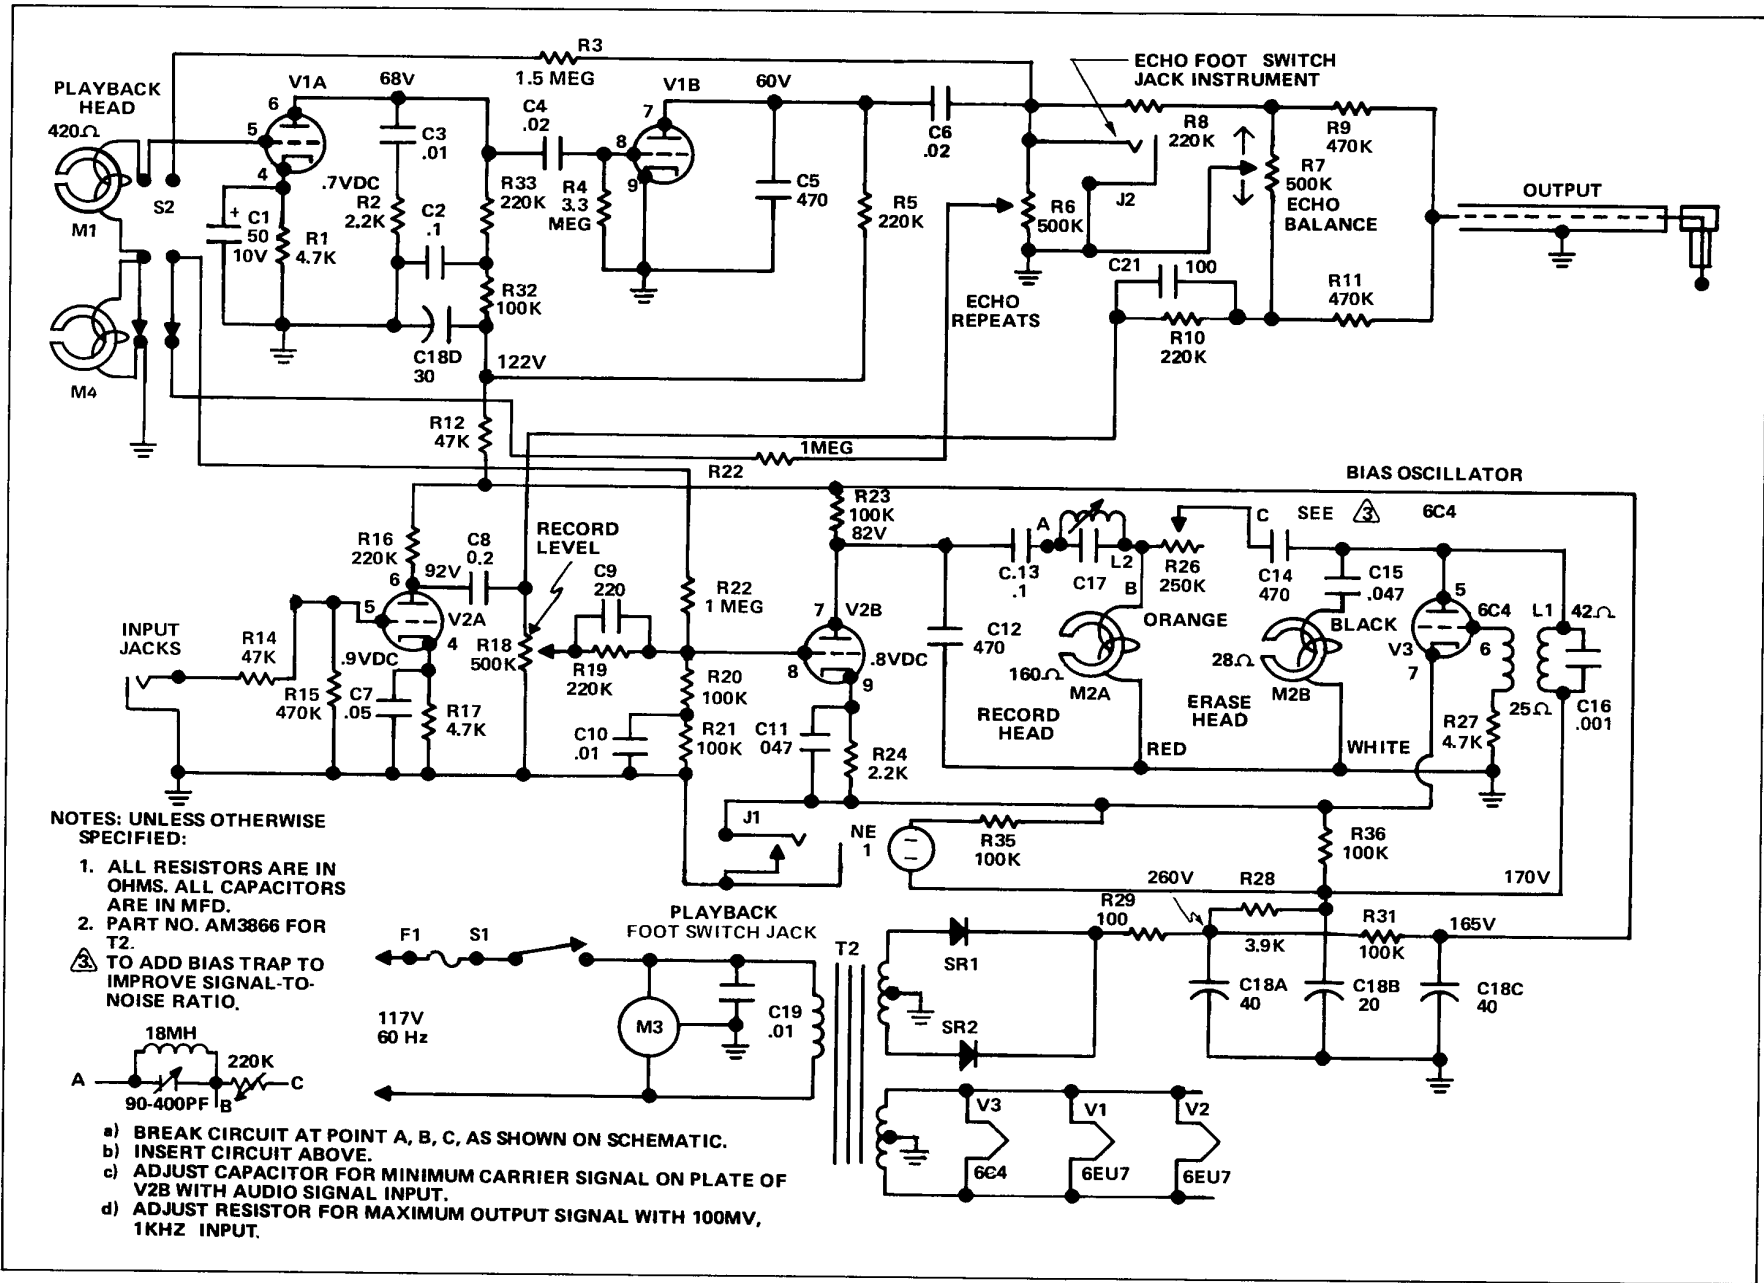 R3
1.5 MEG
PLAYBACK
HEAD
420Ω
V1A
68V
V1B
60V
ECHO FOOT SWITCH
JACK INSTRUMENT
6
5
4
C3
.01
C4
.02
7
8
9
C6
.02
R8
220K
R9
470K
M1
S2
.7VDC
R2
2.2K
R33
220K
R4
3.3
MEG
C5
470
R5
220K
R6
500K
J2
R7
500K
ECHO
BALANCE
OUTPUT
+
C1
50
10V
R1
4.7K
C2
.1
R32
100K
C21
100
ECHO
REPEATS
R11
470K
R10
220K
M4
C18D
30
122V
R12
47K
1MEG
R22
BIAS OSCILLATOR
SEE 3 6C4
R16
220K
C8
0.2
RECORD
LEVEL
R23
100K
82V
A
C
6
92V
C9
220
R22
1 MEG
C.13
.1
C17
L2
R26
250K
C14
470
C15
.047
B
5
6C4
L1
42Ω
INPUT
JACKS
R14
47K
5
V2A
4
R18
500K
7
V2B
C12
470
ORANGE
BLACK
V3
6
7
.9VDC
R19
220K
8
.8VDC
9
160Ω
M2A
28Ω
M2B
R15
470K
C7
.05
R17
4.7K
R20
100K
C10
.01
R21
100K
C11
047
R24
2.2K
RECORD
HEAD
ERASE
HEAD
RED
WHITE
R27
4.7K
25Ω
C16
.001
NOTES: UNLESS OTHERWISE
SPECIFIED:
1. ALL RESISTORS ARE IN
OHMS. ALL CAPACITORS
ARE IN MFD.
2. PART NO. AM3866 FOR
T2.
3. TO ADD BIAS TRAP TO
IMPROVE SIGNAL-TO-
NOISE RATIO.
J1
NE
1
R35
100K
R36
100K
PLAYBACK
FOOT SWITCH JACK
260V
R28
170V
F1
S1
T2
R29
100
3.9K
R31
100K
165V
SR1
C18A
40
C18B
20
C18C
40
117V
60 Hz
M3
C19
.01
SR2
18MH
220K
A
C
90-400PF
B
V3
V1
V2
6C4
6EU7
6EU7
a) BREAK CIRCUIT AT POINT A, B, C, AS SHOWN ON SCHEMATIC.
b) INSERT CIRCUIT ABOVE.
c) ADJUST CAPACITOR FOR MINIMUM CARRIER SIGNAL ON PLATE OF
V2B WITH AUDIO SIGNAL INPUT.
d) ADJUST RESISTOR FOR MAXIMUM OUTPUT SIGNAL WITH 100MV,
1KHZ INPUT.